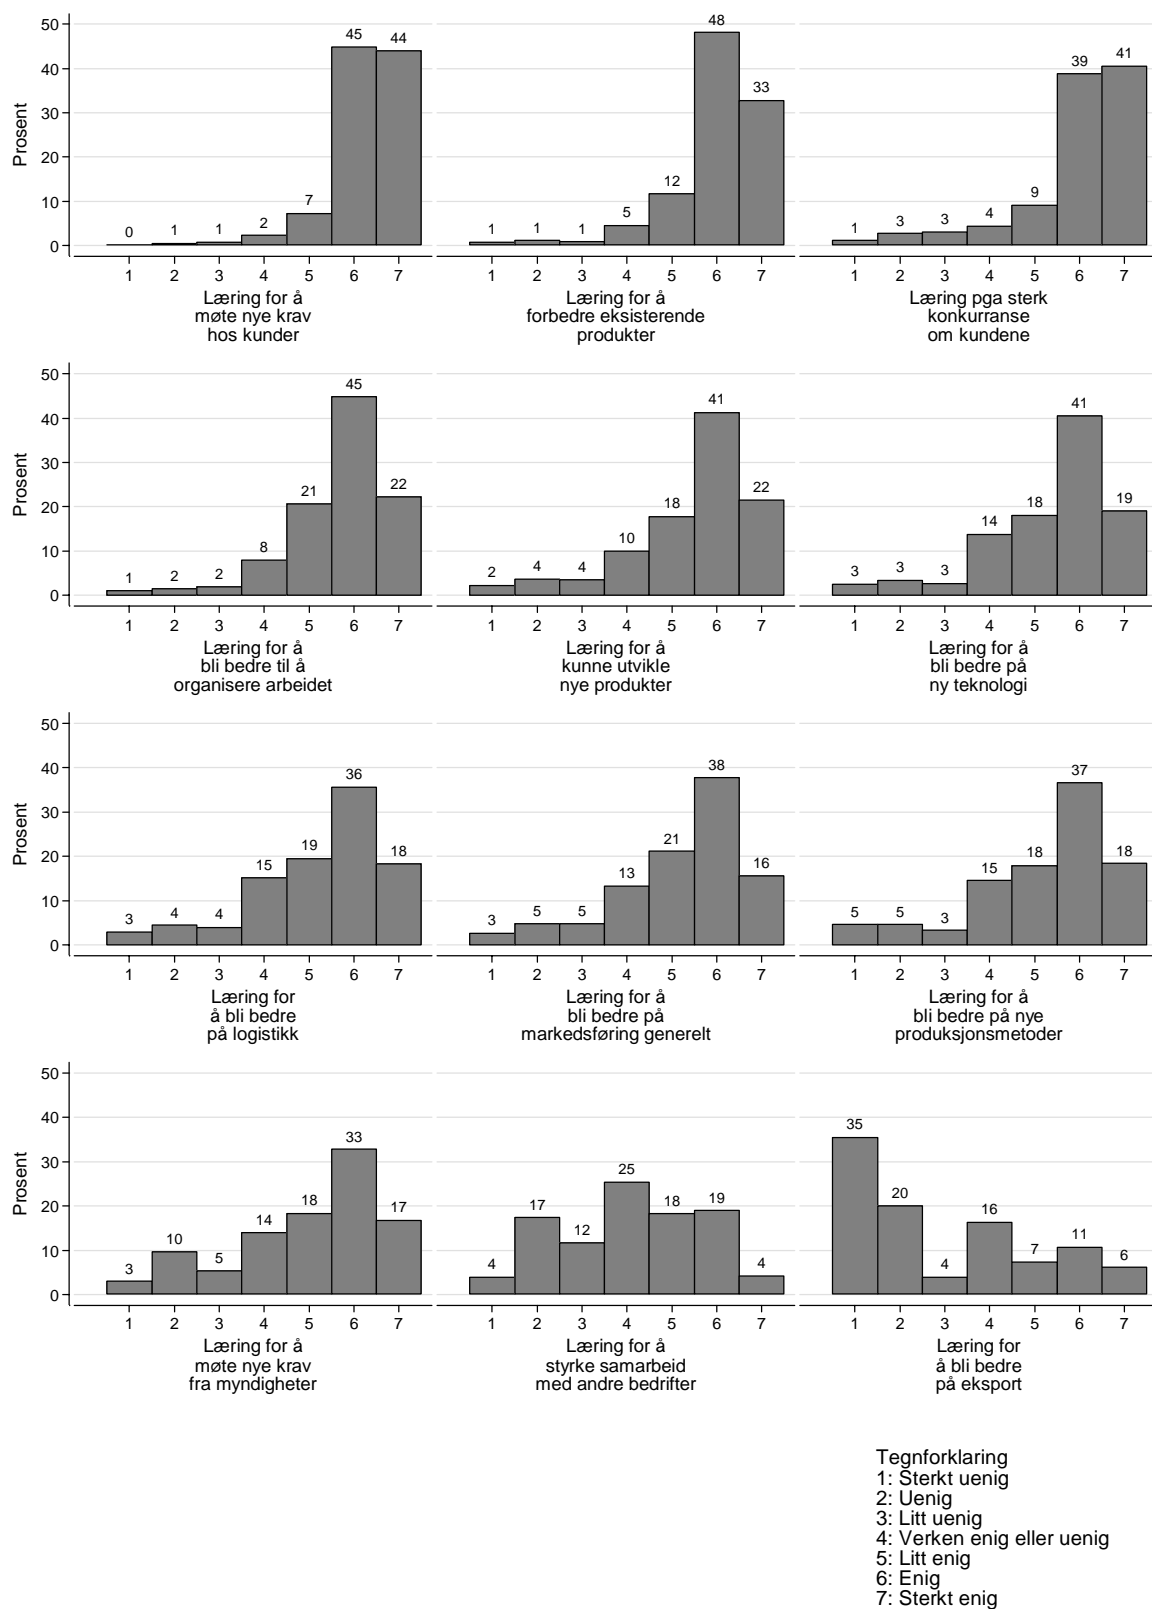 50
40
30
20
10
0
Prosent
0 1 1 2 7 45 44
1 2 3 4 5 6 7
Læring for å
møte nye krav
hos kunder
1 1 1 5 12 48 33
1 2 3 4 5 6 7
Læring for å
forbedre eksisterende
produkter
1 3 3 4 9 39 41
1 2 3 4 5 6 7
Læring pga sterk
konkurranse
om kundene
50
40
30
20
10
0
Prosent
1 2 2 8 21 45 22
1 2 3 4 5 6 7
Læring for å
bli bedre til å
organisere arbeidet
2 4 4 10 18 41 22
1 2 3 4 5 6 7
Læring for å
kunne utvikle
nye produkter
3 3 3 14 18 41 19
1 2 3 4 5 6 7
Læring for å
bli bedre på
ny teknologi
50
40
30
20
10
0
Prosent
3 4 4 15 19 36 18
1 2 3 4 5 6 7
Læring for
å bli bedre
på logistikk
3 5 5 13 21 38 16
1 2 3 4 5 6 7
Læring for å
bli bedre på
markedsføring generelt
5 5 3 15 18 37 18
1 2 3 4 5 6 7
Læring for å
bli bedre på nye
produksjonsmetoder
50
40
30
20
10
0
Prosent
3 10 5 14 18 33 17
1 2 3 4 5 6 7
Læring for å
møte nye krav
fra myndigheter
4 17 12 25 18 19 4
1 2 3 4 5 6 7
Læring for å
styrke samarbeid
med andre bedrifter
35 20 4 16 7 11 6
1 2 3 4 5 6 7
Læring for
å bli bedre
på eksport
Tegnforklaring
1: Sterkt uenig
2: Uenig
3: Litt uenig
4: Verken enig eller uenig
5: Litt enig
6: Enig
7: Sterkt enig